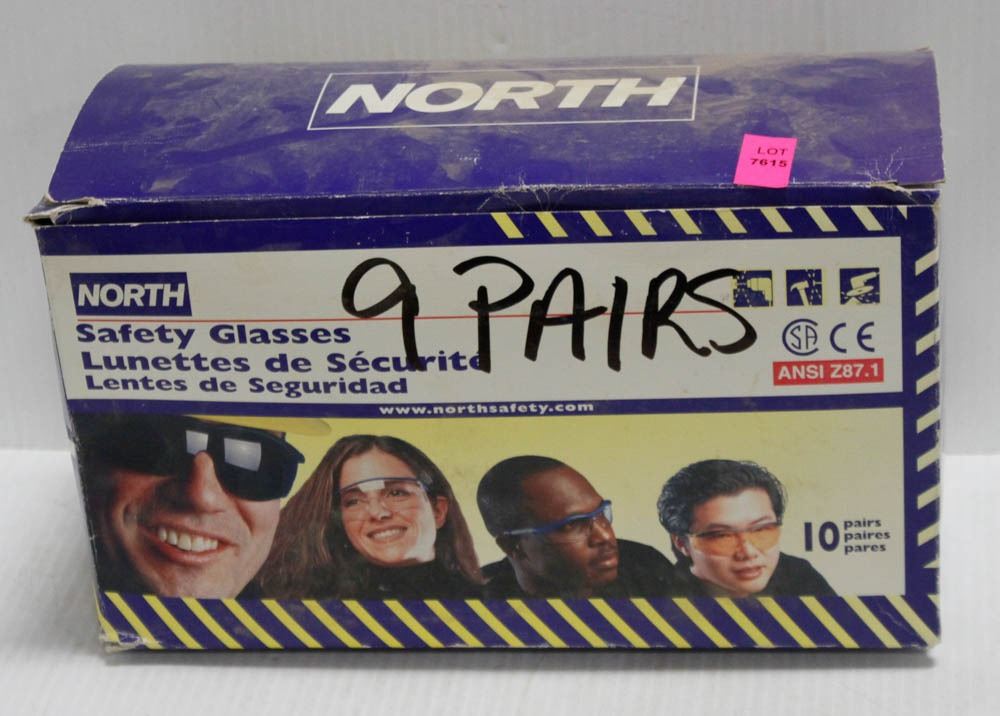 NORTH
LOT
7615
NORTH
9 PAIRS
Safety Glasses
Lunettes de Sécurité
Lentes de Seguridad
CSA CE
ANSI Z87.1
www.northsafety.com
10 pairs
paires
pares